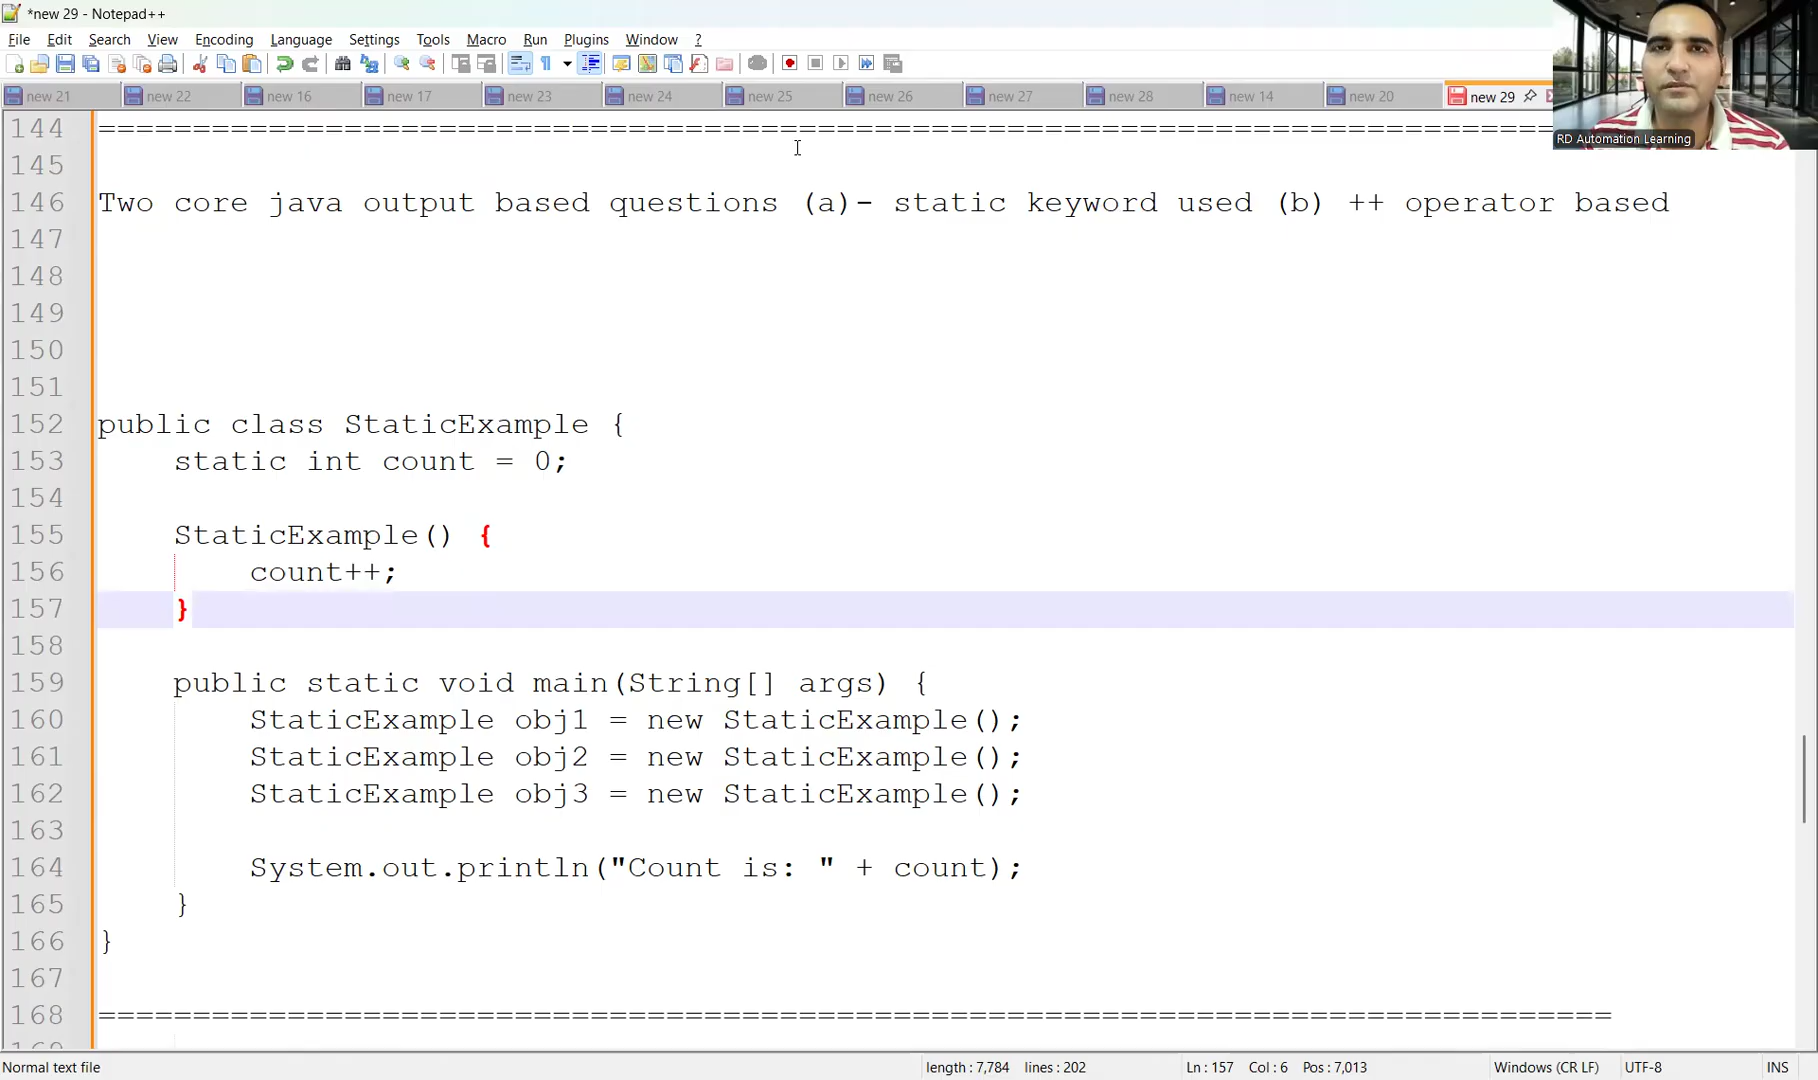 *new 29 - Notepad++
File Edit Search View Encoding Language Settings Tools Macro Run Plugins Window ?
new 21 new 22 new 16 new 17 new 23 new 24 new 25 new 26 new 27 new 28 new 14 new 20 new 29
RD Automation Learning
144 ================================================================================
145
146 Two core java output based questions (a)- static keyword used (b) ++ operator based
147
148
149
150
151
152 public class StaticExample {
153 static int count = 0;
154
155 StaticExample() {
156 count++;
157 }
158
159 public static void main(String[] args) {
160 StaticExample obj1 = new StaticExample();
161 StaticExample obj2 = new StaticExample();
162 StaticExample obj3 = new StaticExample();
163
164 System.out.println("Count is: " + count);
165 }
166 }
167
168 ================================================================================
Normal text file length : 7,784 lines : 202 Ln : 157 Col : 6 Pos : 7,013 Windows (CR LF) UTF-8 INS